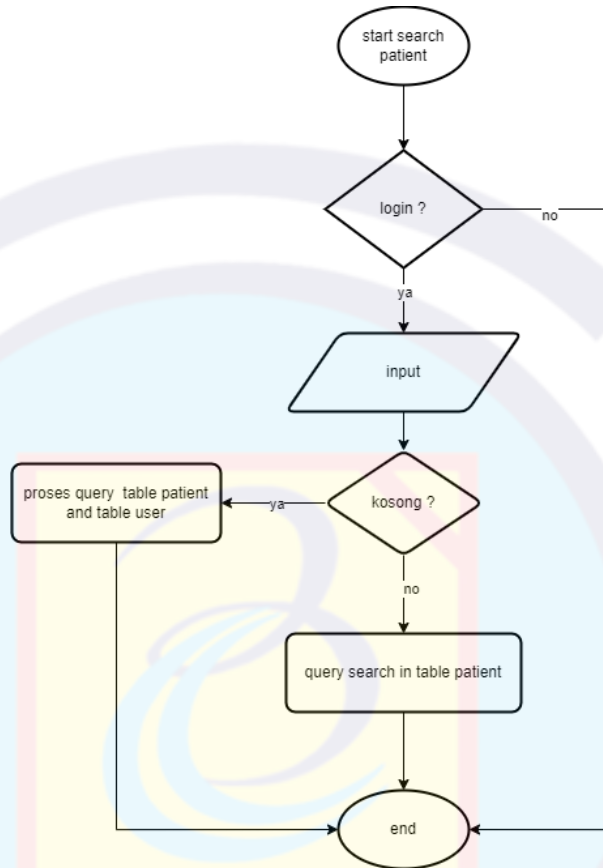 start search
patient
login ?
no
ya
input
kosong ?
ya
proses query table patient
and table user
no
query search in table patient
end